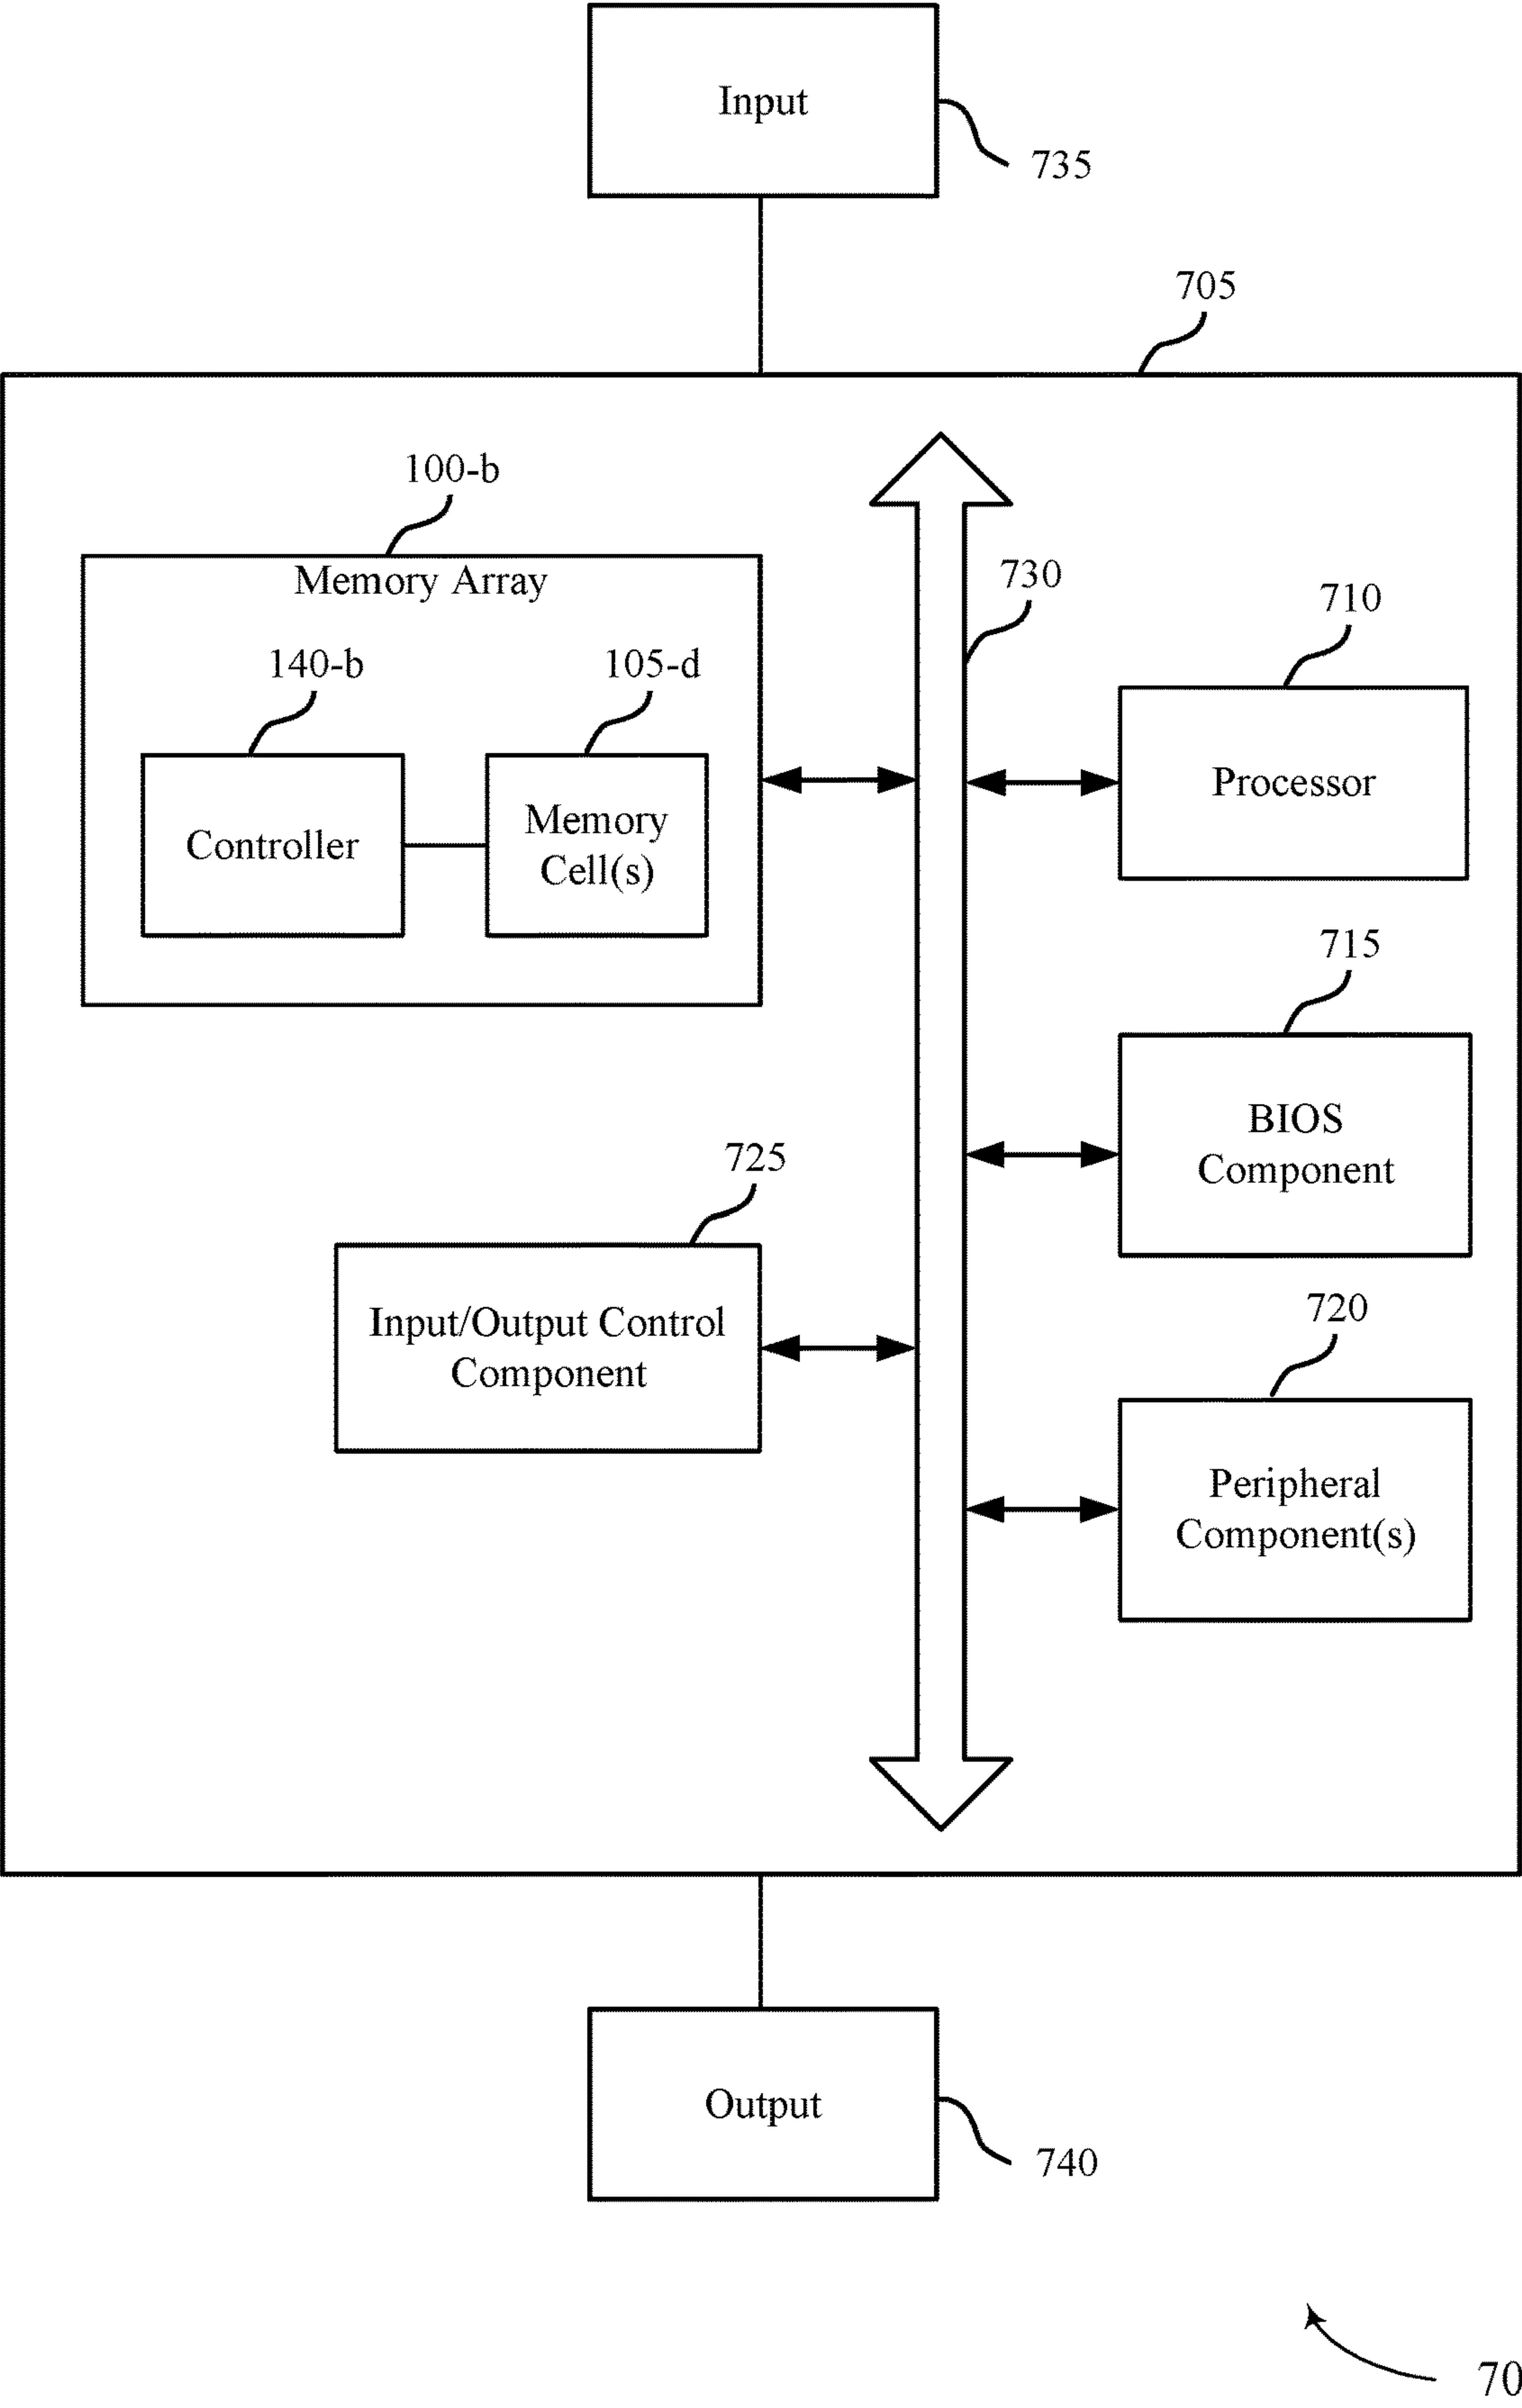 Input
735
705
100-b
Memory Array
730
710
140-b
105-d
Controller
Memory
Cell(s)
Processor
715
BIOS
Component
725
Input/Output Control
Component
720
Peripheral
Component(s)
Output
740
70